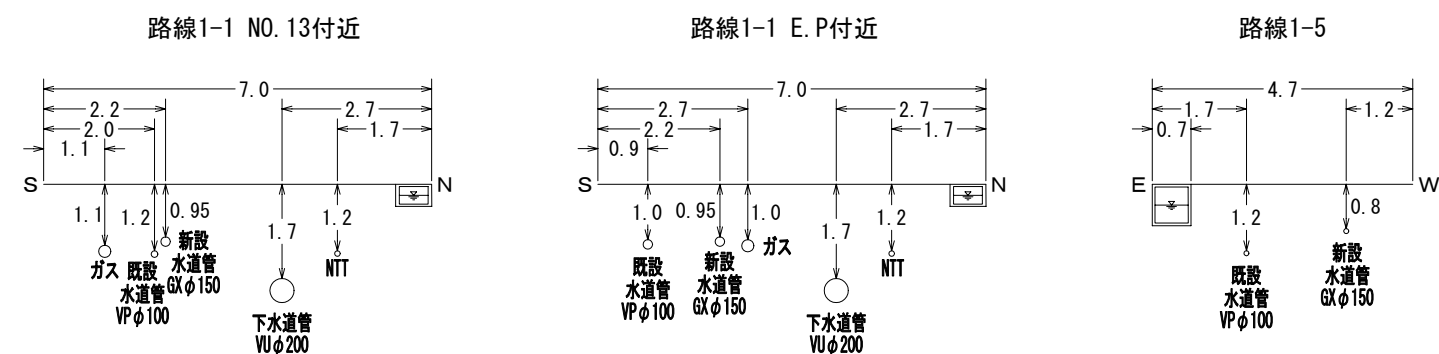 路線1-1 NO.13付近
7.0
2.2
2.7
2.0
1.7
1.1
S
N
1.1
1.2
0.95
1.7
1.2
ガス
既設
水道管
VPφ100
新設
水道管
GXφ150
下水道管
VUφ200
NTT
路線1-1 E.P付近
7.0
2.7
2.7
2.2
1.7
0.9
S
N
1.0
0.95
1.0
1.7
1.2
既設
水道管
VPφ100
新設
水道管
GXφ150
ガス
下水道管
VUφ200
NTT
路線1-5
4.7
1.7
1.2
0.7
E
W
1.2
0.8
既設
水道管
VPφ100
新設
水道管
GXφ150